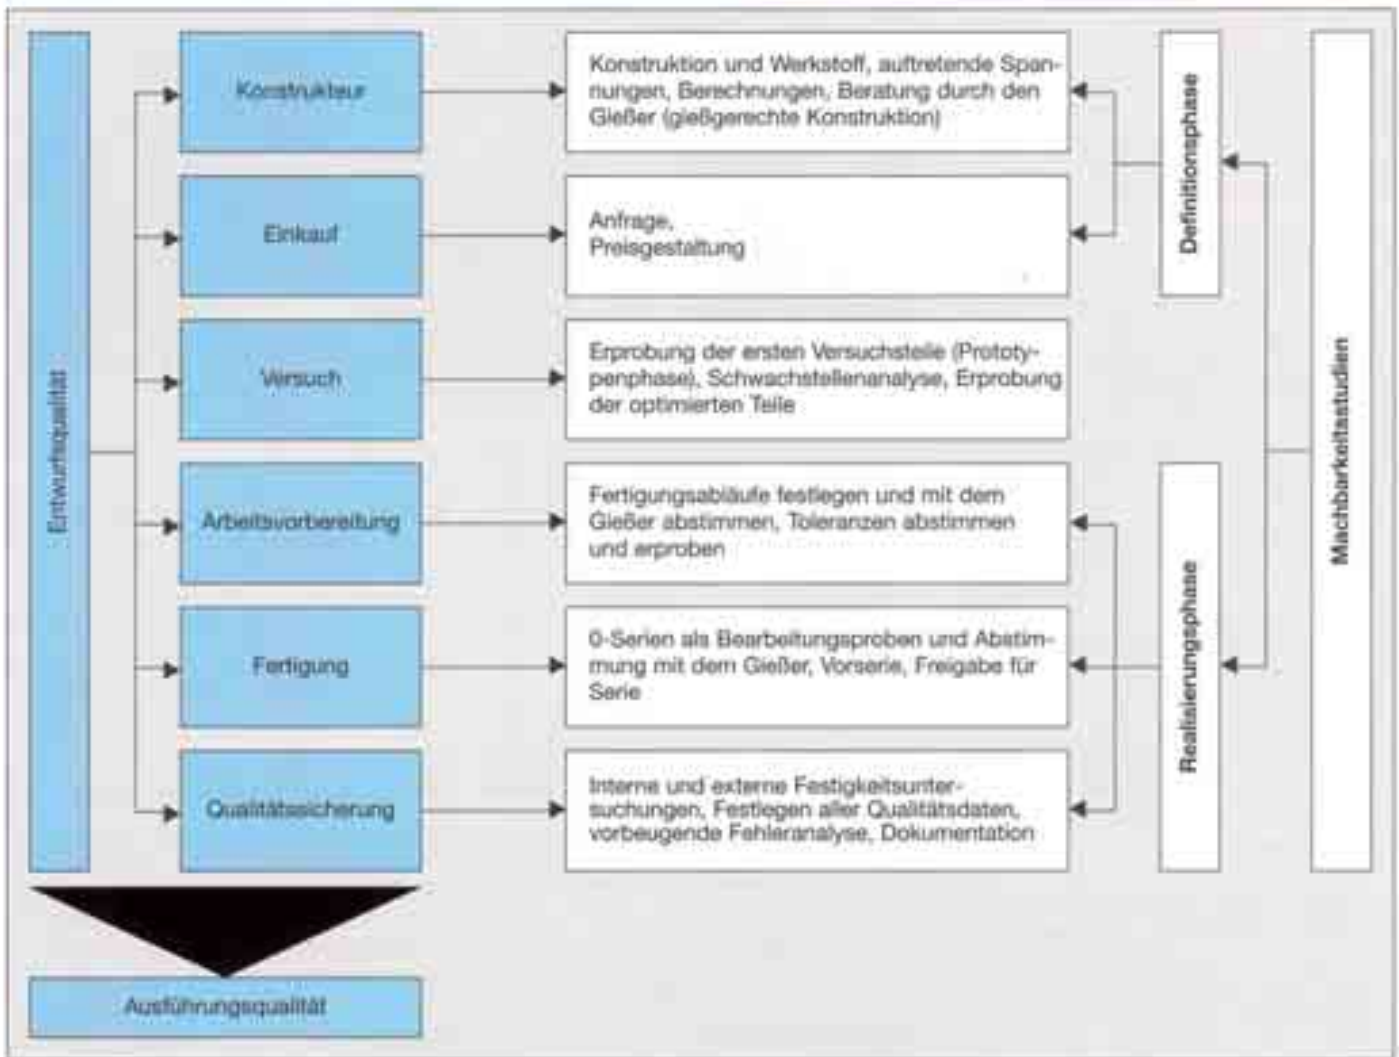 Entwurfsqualität
Konstrukteur
Konstruktion und Werkstoff, auftretende Span-
nungen, Berechnungen, Beratung durch den
Gießer (gießgerechte Konstruktion)
Einkauf
Anfrage,
Preisgestaltung
Versuch
Erprobung der ersten Versuchsteile (Prototy-
penphase), Schwachstellenanalyse, Erprobung
der optimierten Teile
Arbeitsvorbereitung
Fertigungsabläufe festlegen und mit dem
Gießer abstimmen, Toleranzen abstimmen
und erproben
Fertigung
0-Serien als Bearbeitungsproben und Abstim-
mung mit dem Gießer, Vorserie, Freigabe für
Serie
Qualitätssicherung
Interne und externe Festigkeitsunter-
suchungen, Festlegen aller Qualitätsdaten,
vorbeugende Fehleranalyse, Dokumentation
Definitionsphase
Realisierungsphase
Machbarkeitsstudien
Ausführungsqualität